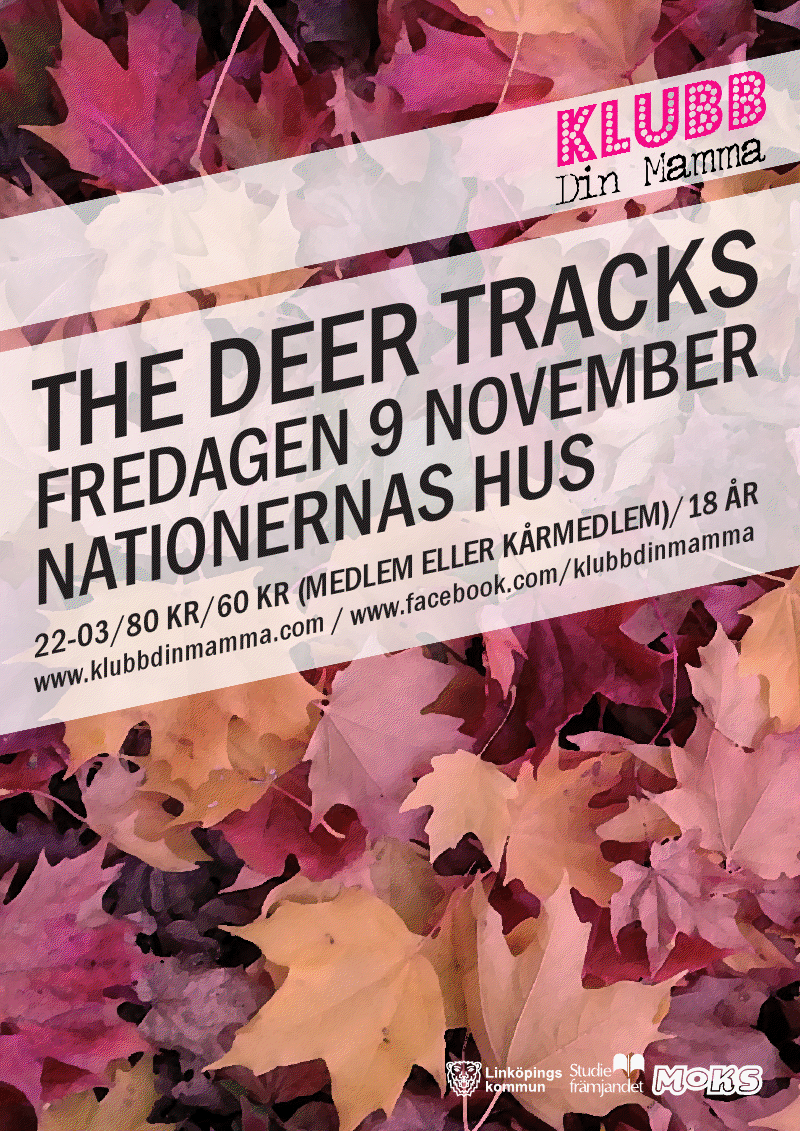 KLUBB
Din Mamma
THE DEER TRACKS
FREDAGEN 9 NOVEMBER
NATIONERNAS HUS
22-03/80 KR/60 KR (MEDLEM ELLER KÅRMEDLEM)/ 18 ÅR
www.klubbdinmamma.com / www.facebook.com/klubbdinmamma
Linköpings
kommun
Studie
främjandet
MOKS